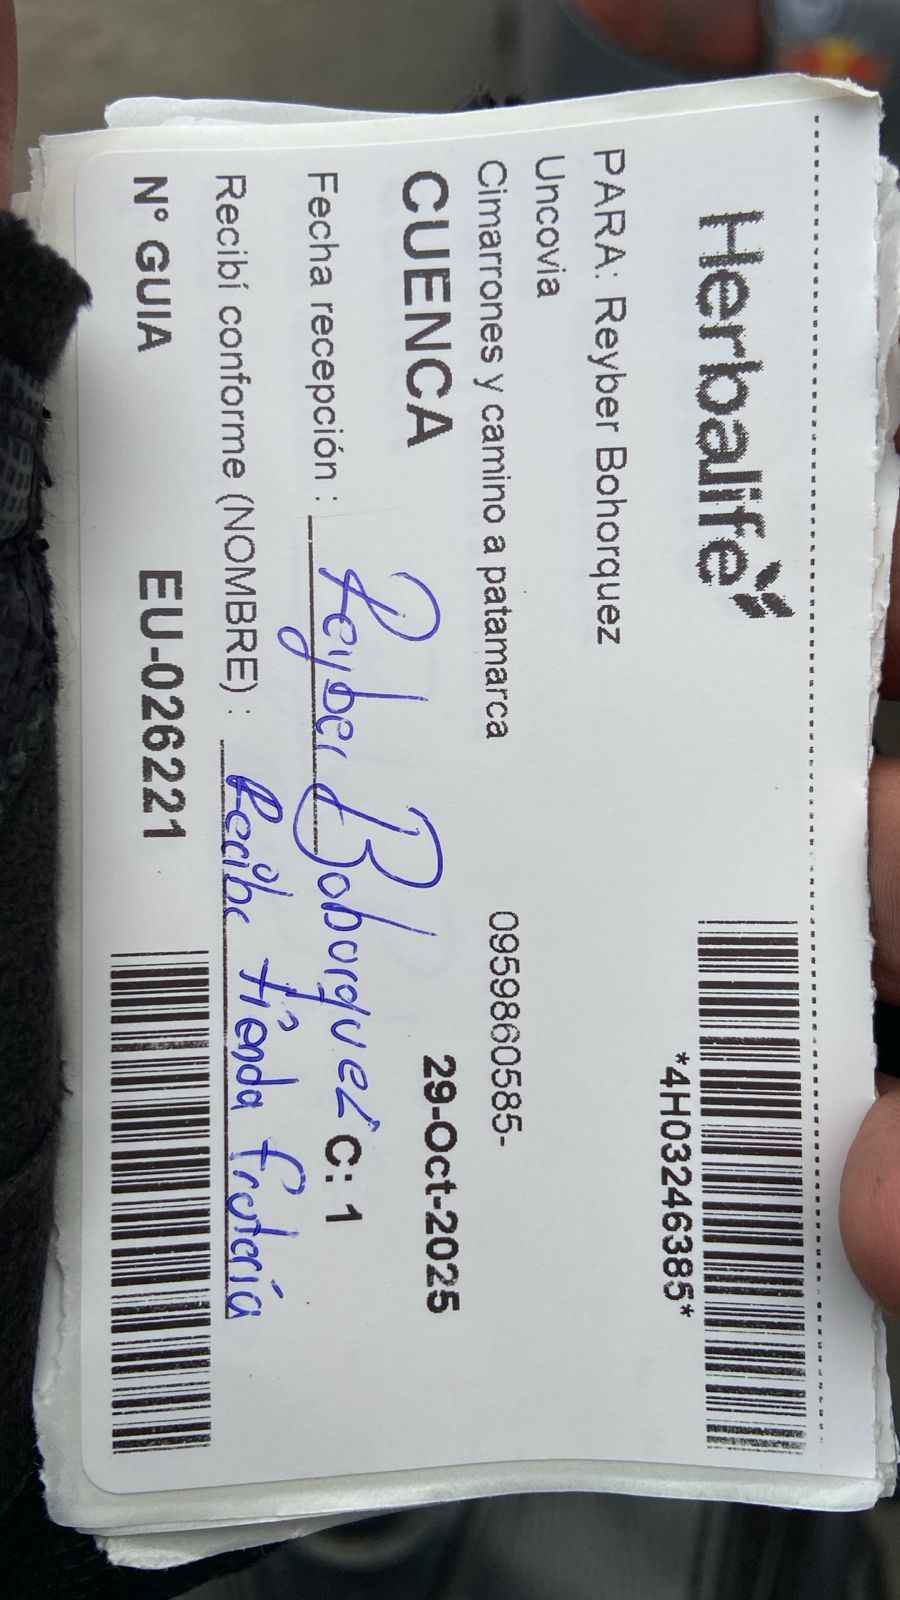 Herbalife
*4H03246385*
PARA: Reyber Bohorquez
Uncovia
Cimarrones y camino a patamarca 0959860585-
CUENCA 29-Oct-2025
Fecha recepción : Reyber Bohorquez C: 1
Recibí conforme (NOMBRE) : Recibe tienda frutería
N° GUIA EU-026221